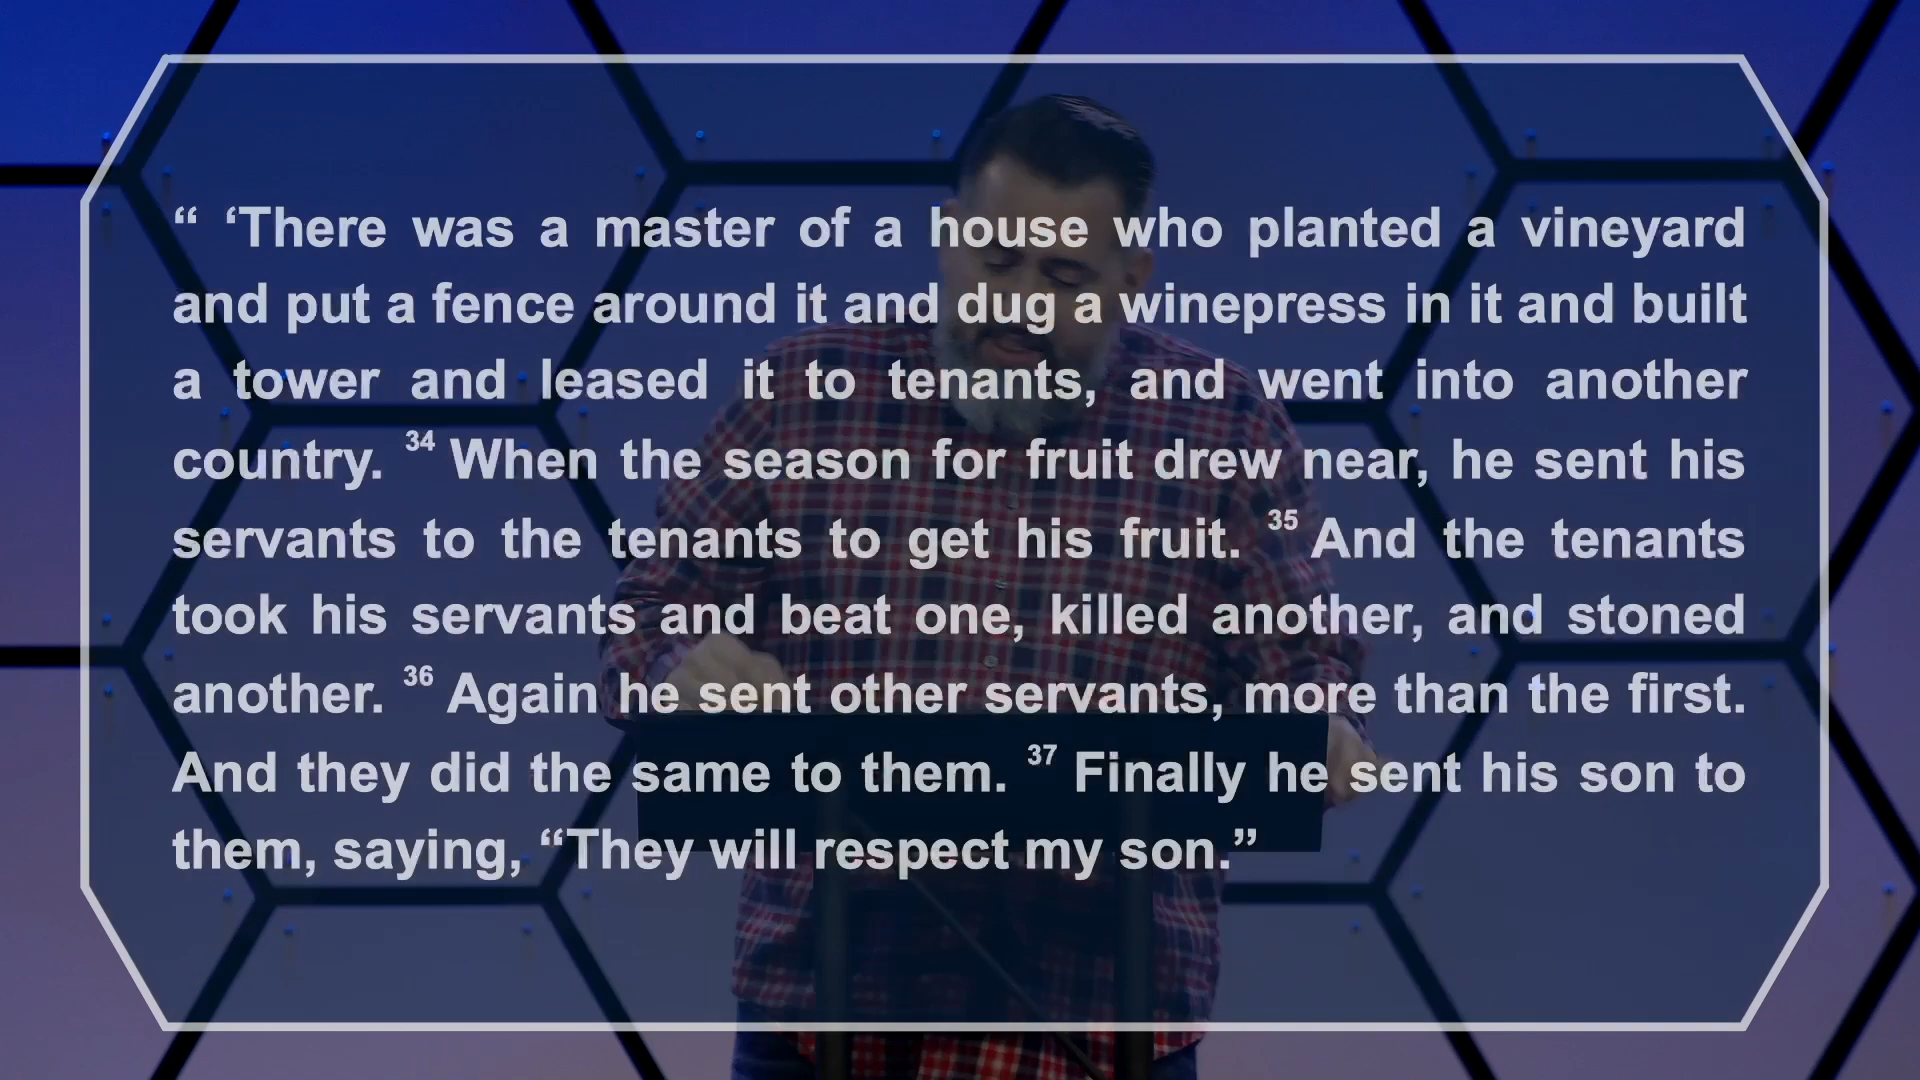 “ ‘There was a master of a house who planted a vineyard
and put a fence around it and dug a winepress in it and built
a tower and leased it to tenants, and went into another
country. 34 When the season for fruit drew near, he sent his
servants to the tenants to get his fruit. 35 And the tenants
took his servants and beat one, killed another, and stoned
another. 36 Again he sent other servants, more than the first.
And they did the same to them. 37 Finally he sent his son to
them, saying, “They will respect my son.”